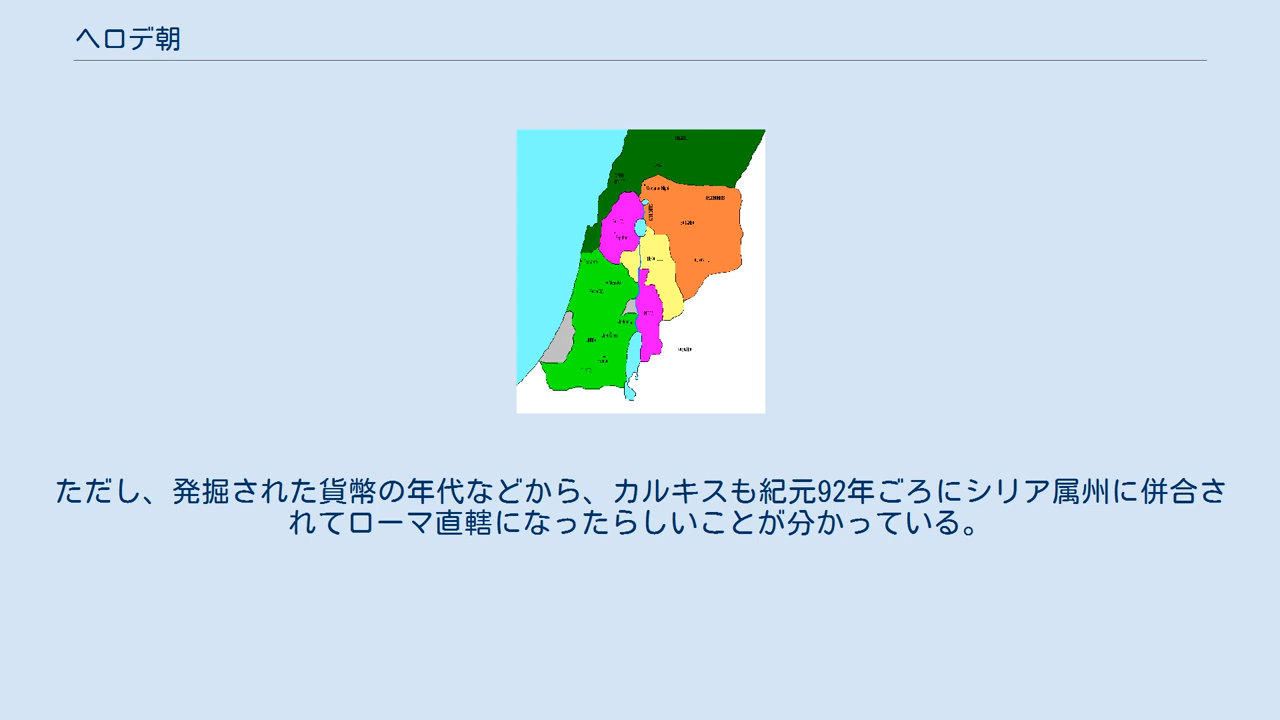 ヘロデ朝
ただし、発掘された貨幣の年代などから、カルキスも紀元92年ごろにシリア属州に併合さ
れてローマ直轄になったらしいことが分かっている。